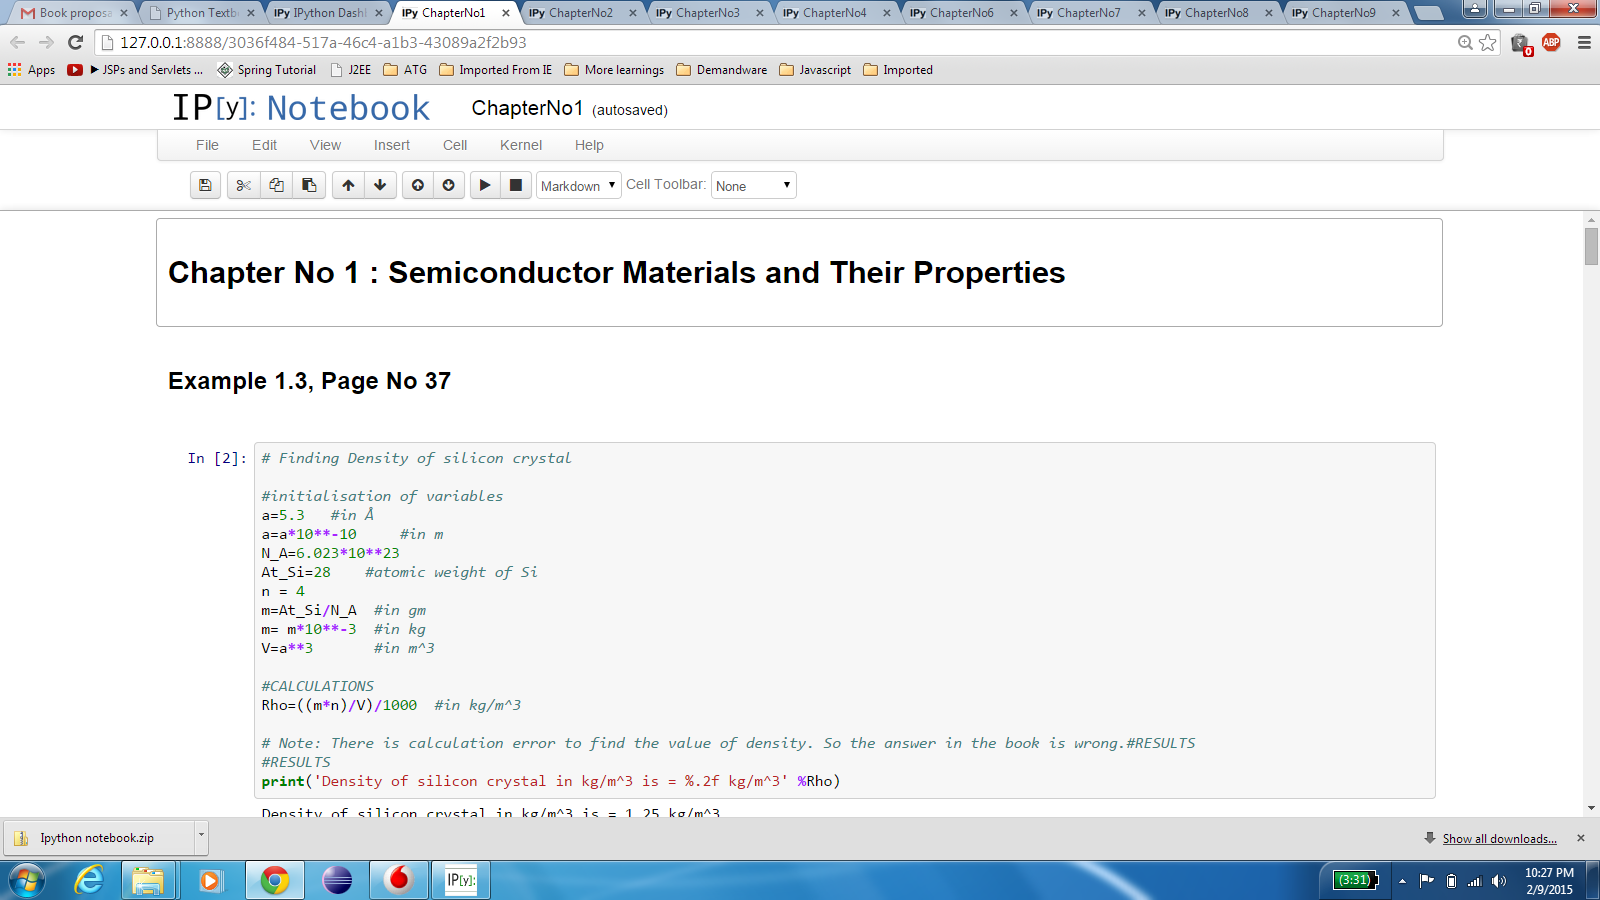 Book proposa
Python Textb
IPy IPython Dash
IPy ChapterNo1
IPy ChapterNo2
IPy ChapterNo3
IPy ChapterNo4
IPy ChapterNo6
IPy ChapterNo7
IPy ChapterNo8
IPy ChapterNo9
127.0.0.1:8888/3036f484-517a-46c4-a1b3-43089a2f2b93
0
ABP
Apps
►JSPs and Servlets ...
Spring Tutorial
J2EE
ATG
Imported From IE
More learnings
Demandware
Javascript
Imported
IP[y]: Notebook
ChapterNo1 (autosaved)
File Edit View Insert Cell Kernel Help
Markdown
Cell Toolbar: None
Chapter No 1 : Semiconductor Materials and Their Properties
Example 1.3, Page No 37
In [2]:
# Finding Density of silicon crystal
#initialisation of variables
a=5.3 #in Å
a=a*10**-10 #in m
N_A=6.023*10**23
At_Si=28 #atomic weight of Si
n = 4
m=At_Si/N_A #in gm
m= m*10**-3 #in kg
V=a**3 #in m^3
#CALCULATIONS
Rho=((m*n)/V)/1000 #in kg/m^3
# Note: There is calculation error to find the value of density. So the answer in the book is wrong.#RESULTS
#RESULTS
print('Density of silicon crystal in kg/m^3 is = %.2f kg/m^3' %Rho)
Density of silicon crystal in kg/m^3 is = 1.25 kg/m^3
Ipython notebook.zip
Show all downloads...
IP[y]:
(3:31)
10:27 PM
2/9/2015